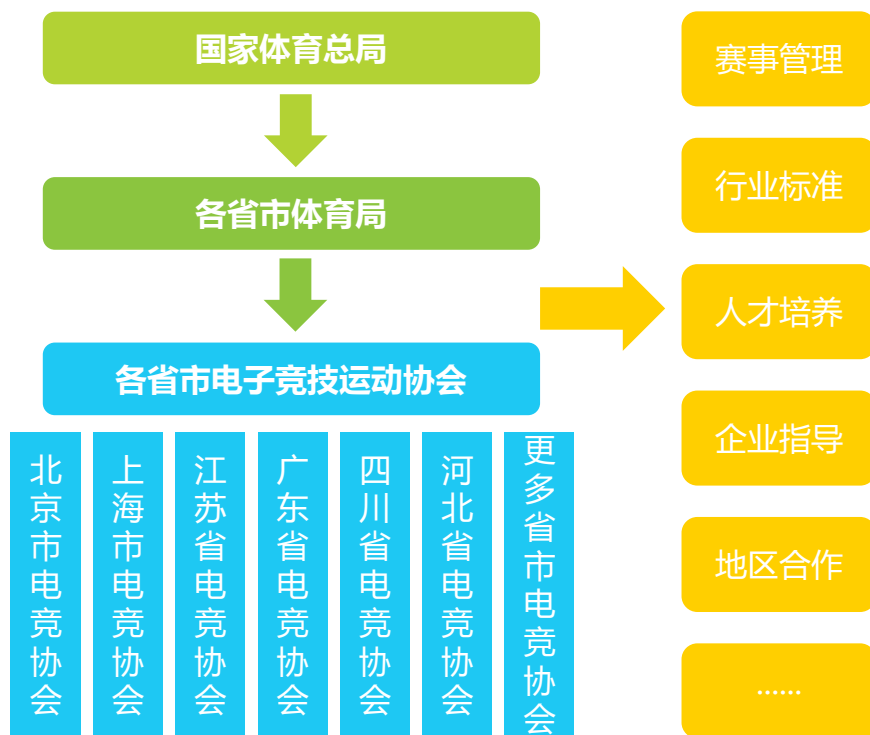 国家体育总局
各省市体育局
各省市电子竞技运动协会
北京市电竞协会
上海市电竞协会
江苏省电竞协会
广东省电竞协会
四川省电竞协会
河北省电竞协会
更多省市电竞协会
赛事管理
行业标准
人才培养
企业指导
地区合作
......